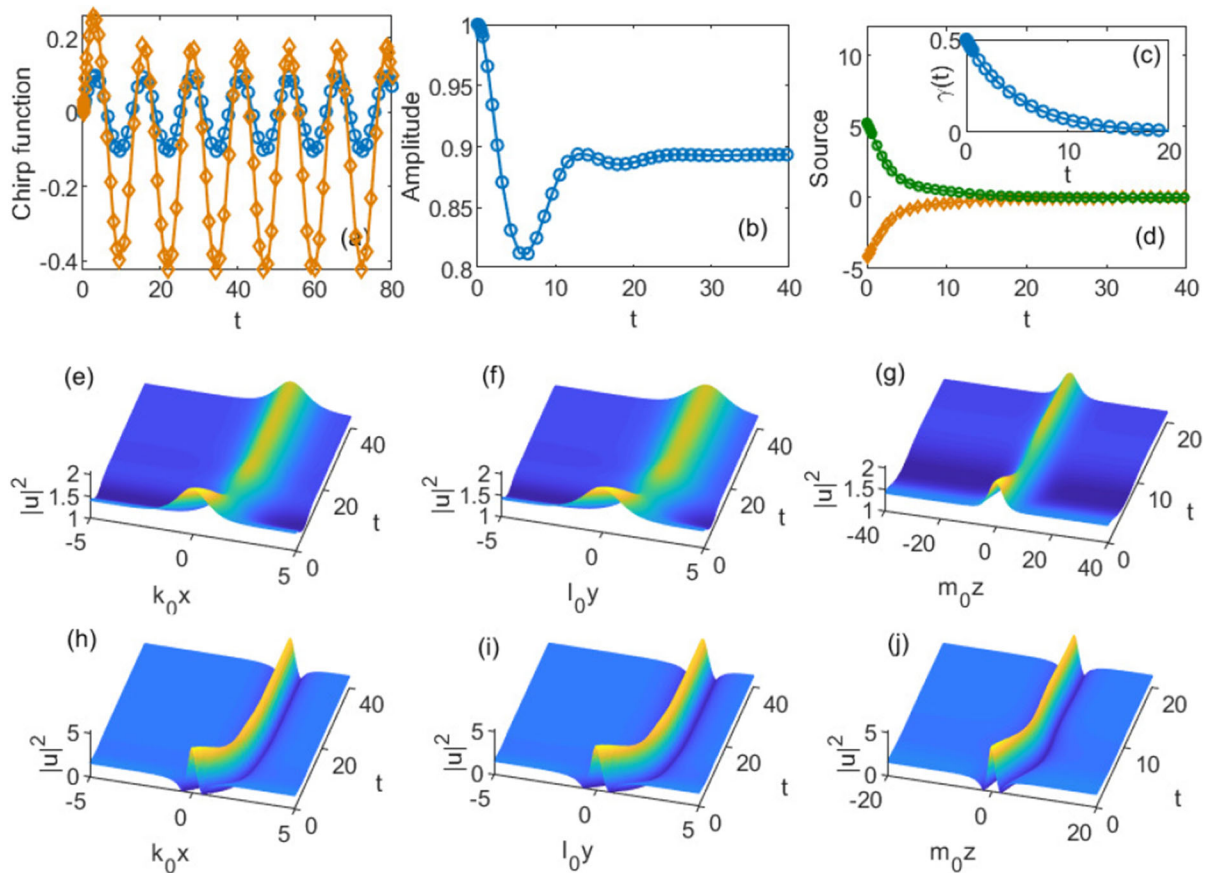 0.2
0
-0.2
-0.4
Chirp function
(a)
0 20 40 60 80
t
1
0.95
0.9
0.85
0.8
Amplitude
(b)
0 10 20 30 40
t
10
5
0
-5
Source
0.5
0
γ(t)
(c)
0 10 20
t
(d)
0 10 20 30 40
t
(e)
2
1.5
1
|u|²
-5 0 5
k₀x
0 20 40
t
(f)
2
1.5
1
|u|²
-5 0 5
l₀y
0 20 40
t
(g)
2
1.5
1
|u|²
-40 -20 0 20 40
m₀z
0 10 20
t
(h)
5
0
|u|²
-5 0 5
k₀x
0 20 40
t
(i)
5
0
|u|²
-5 0 5
l₀y
0 20 40
t
(j)
5
0
|u|²
-20 0 20
m₀z
0 10 20
t